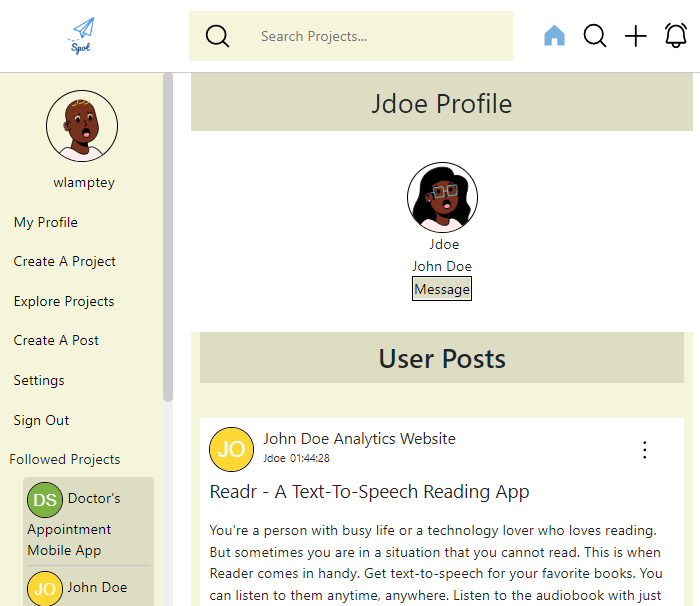 Spot
Search Projects...
wlamptey
My Profile
Create A Project
Explore Projects
Create A Post
Settings
Sign Out
Followed Projects
DS Doctor's
Appointment
Mobile App
JO John Doe
Jdoe Profile
Jdoe
John Doe
Message
User Posts
JO
John Doe Analytics Website
Jdoe 01:44:28
Readr - A Text-To-Speech Reading App
You're a person with busy life or a technology lover who loves reading.
But sometimes you are in a situation that you cannot read. This is when
Reader comes in handy. Get text-to-speech for your favorite books. You
can listen to them anytime, anywhere. Listen to the audiobook with just